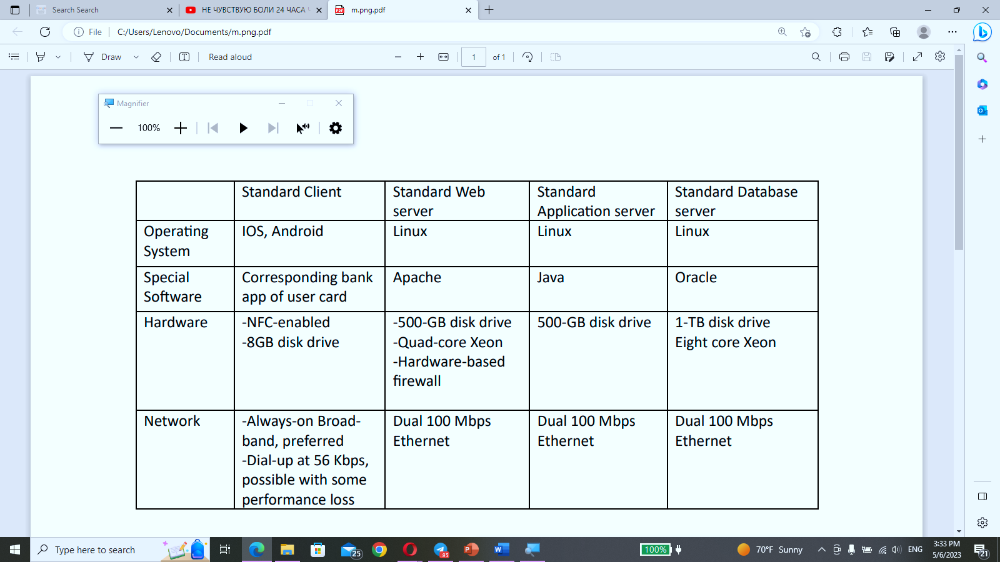 Search Search
НЕ ЧУВСТВУЮ БОЛИ 24 ЧАСА
m.png.pdf
File
C:/Users/Lenovo/Documents/m.png.pdf
Draw
Read aloud
1
of 1
Magnifier
100%
Standard Client
Standard Web
server
Standard
Application server
Standard Database
server
Operating
System
IOS, Android
Linux
Linux
Linux
Special
Software
Corresponding bank
app of user card
Apache
Java
Oracle
Hardware
-NFC-enabled
-8GB disk drive
-500-GB disk drive
-Quad-core Xeon
-Hardware-based
firewall
500-GB disk drive
1-TB disk drive
Eight core Xeon
Network
-Always-on Broad-
band, preferred
-Dial-up at 56 Kbps,
possible with some
performance loss
Dual 100 Mbps
Ethernet
Dual 100 Mbps
Ethernet
Dual 100 Mbps
Ethernet
Type here to search
25
95
100%
70°F Sunny
ENG
3:33 PM
5/6/2023
21